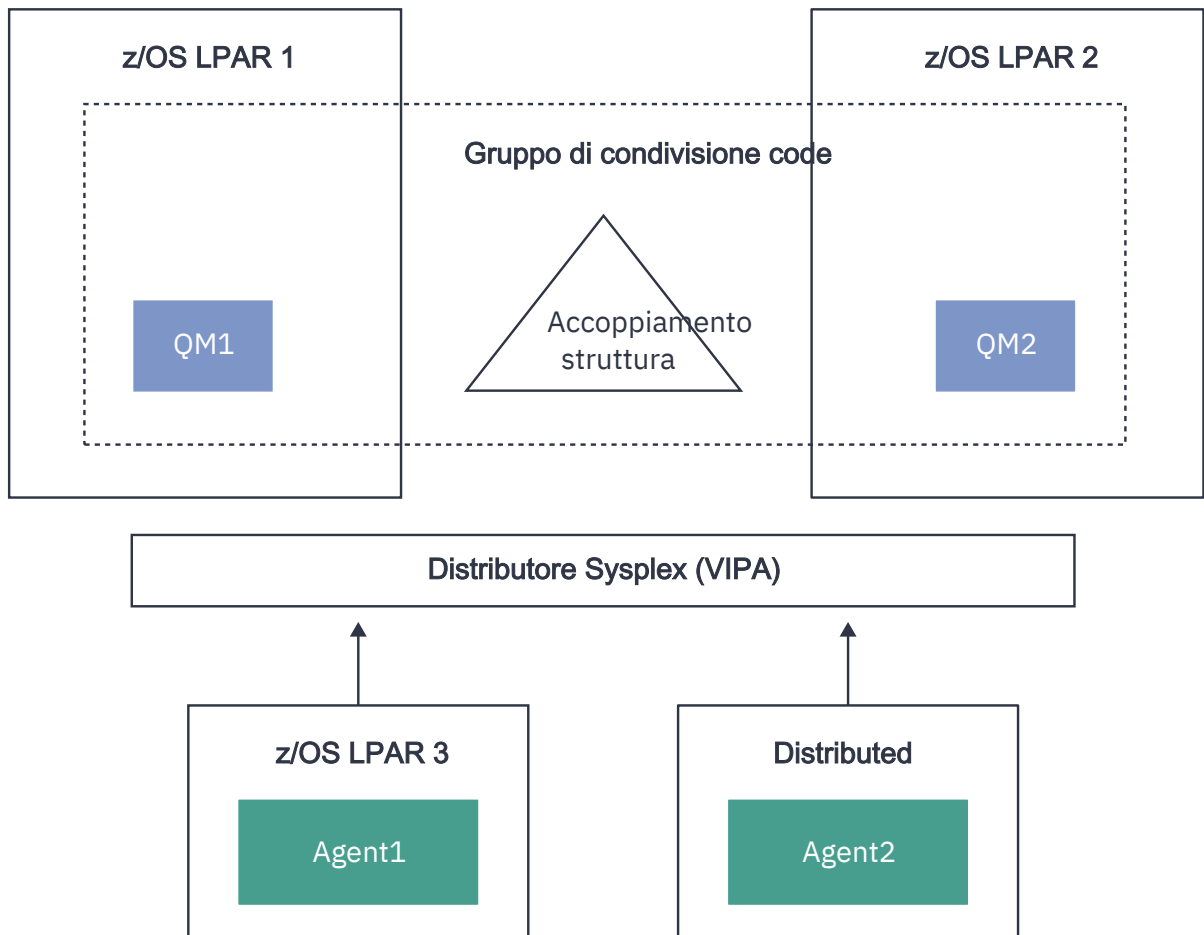 z/OS LPAR 1
z/OS LPAR 2
Gruppo di condivisione code
QM1
Accoppiamento
struttura
QM2
Distributore Sysplex (VIPA)
z/OS LPAR 3
Distributed
Agent1
Agent2